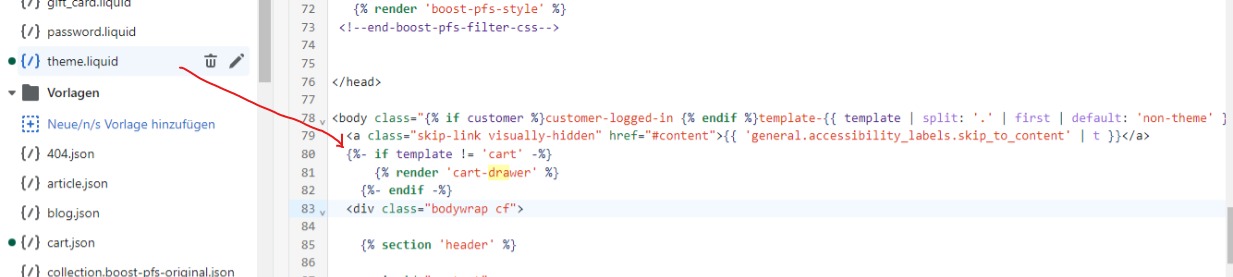 {/} gift_card.liquid
{/} password.liquid
{/} theme.liquid
Vorlagen
Neue/n/s Vorlage hinzufügen
{/} 404.json
{/} article.json
{/} blog.json
{/} cart.json
{/} collection.boost-pfs-original.json
72 {% render 'boost-pfs-style' %}
73 <!--end-boost-pfs-filter-css-->
74
75
76 </head>
77
78 <body class="{% if customer %}customer-logged-in {% endif %}template-{{ template | split: '.' | first | default: 'non-theme' }
79 <a class="skip-link visually-hidden" href="#content">{{ 'general.accessibility_labels.skip_to_content' | t }}</a>
80 {%- if template != 'cart' -%}
81 {% render 'cart-drawer' %}
82 {%- endif -%}
83 <div class="bodywrap cf">
84
85 {% section 'header' %}
86